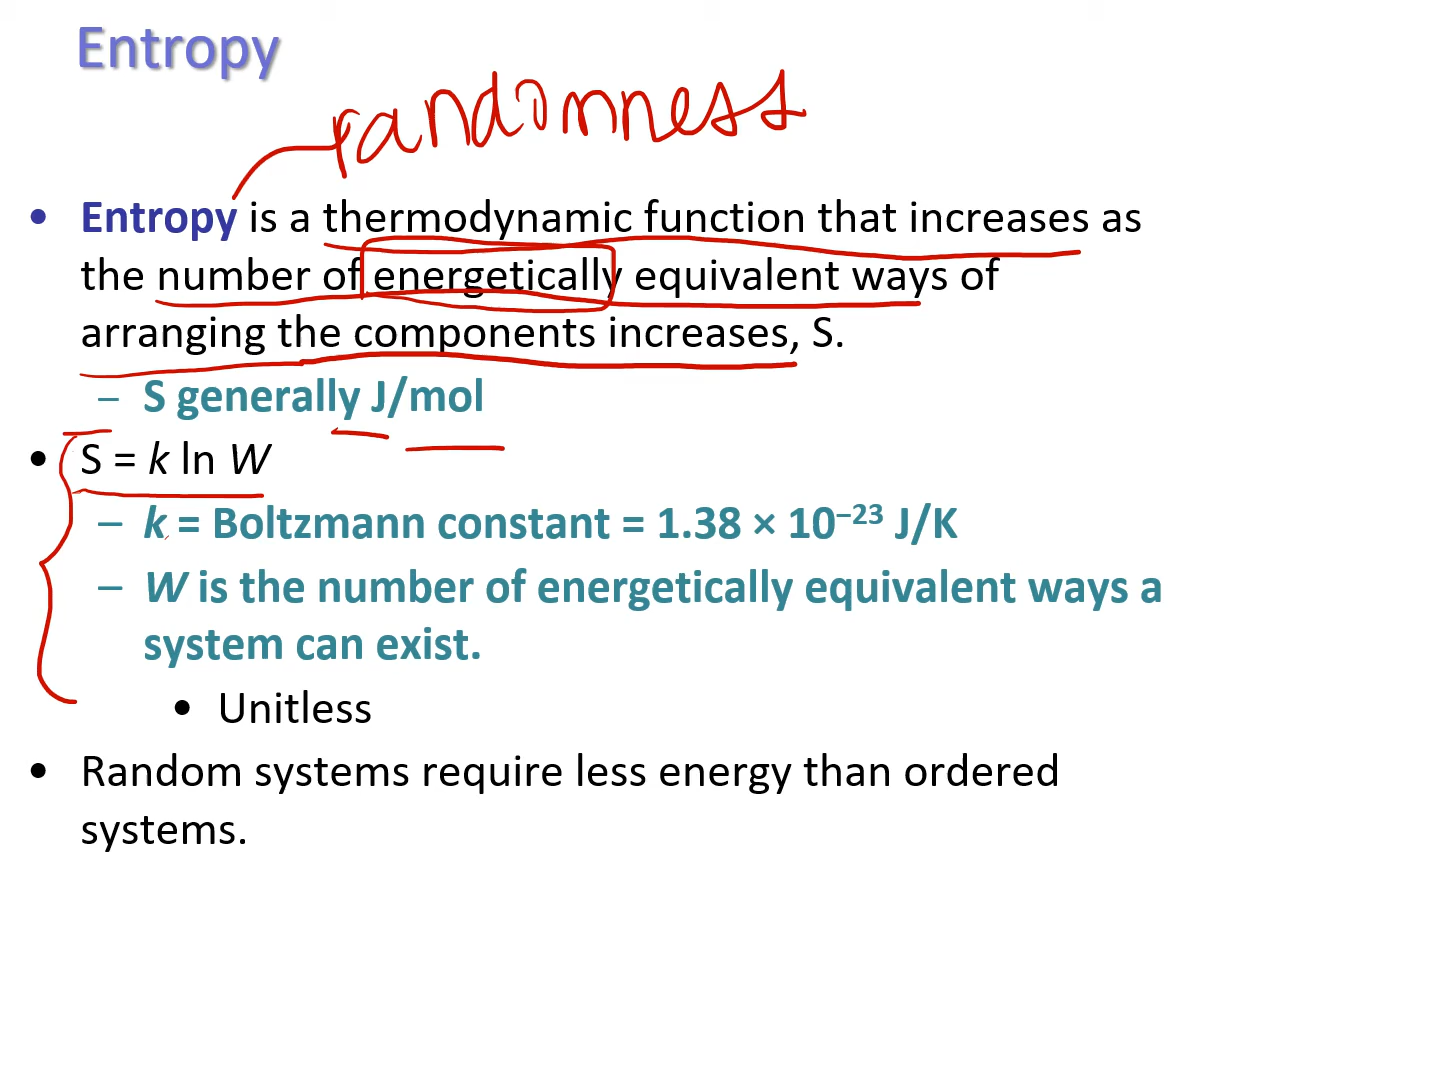 Entropy
randomness
• Entropy is a thermodynamic function that increases as
the number of energetically equivalent ways of
arranging the components increases, S.
– S generally J/mol
• S = k ln W
– k = Boltzmann constant = 1.38 × 10⁻²³ J/K
– W is the number of energetically equivalent ways a
system can exist.
• Unitless
• Random systems require less energy than ordered
systems.